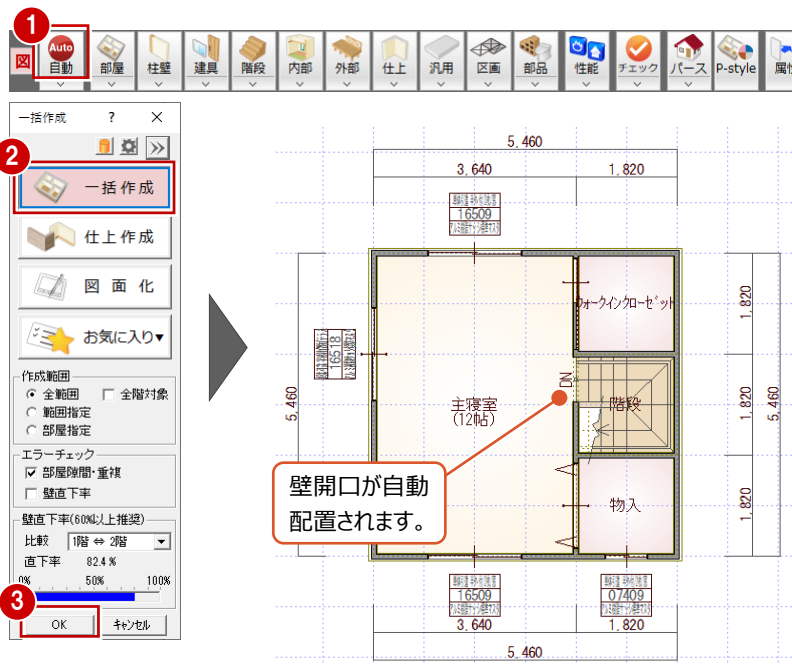 1
図 自動 部屋 柱壁 建具 階段 内部 外部 仕上 汎用 区画 部品 性能 チェック パース P-style 属性
Auto
一括作成 ? ×
2
一括作成
仕上作成
図面化
お気に入り▼
作成範囲
全範囲 全階対象
範囲指定
部屋指定
エラーチェック
部屋隙間・重複
壁直下率
壁直下率(60%以上推奨)
比較 1階 ⇔ 2階
直下率 82.4 %
0% 50% 100%
3
OK キャンセル
5,460
3,640 1,820
16509
ウォークインクローゼット
1,820
16518
5,460
主寝室
(12帖)
DN
階段
1,820
5,460
壁開口が自動
配置されます。
物入
1,820
16509
07409
3,640 1,820
5,460